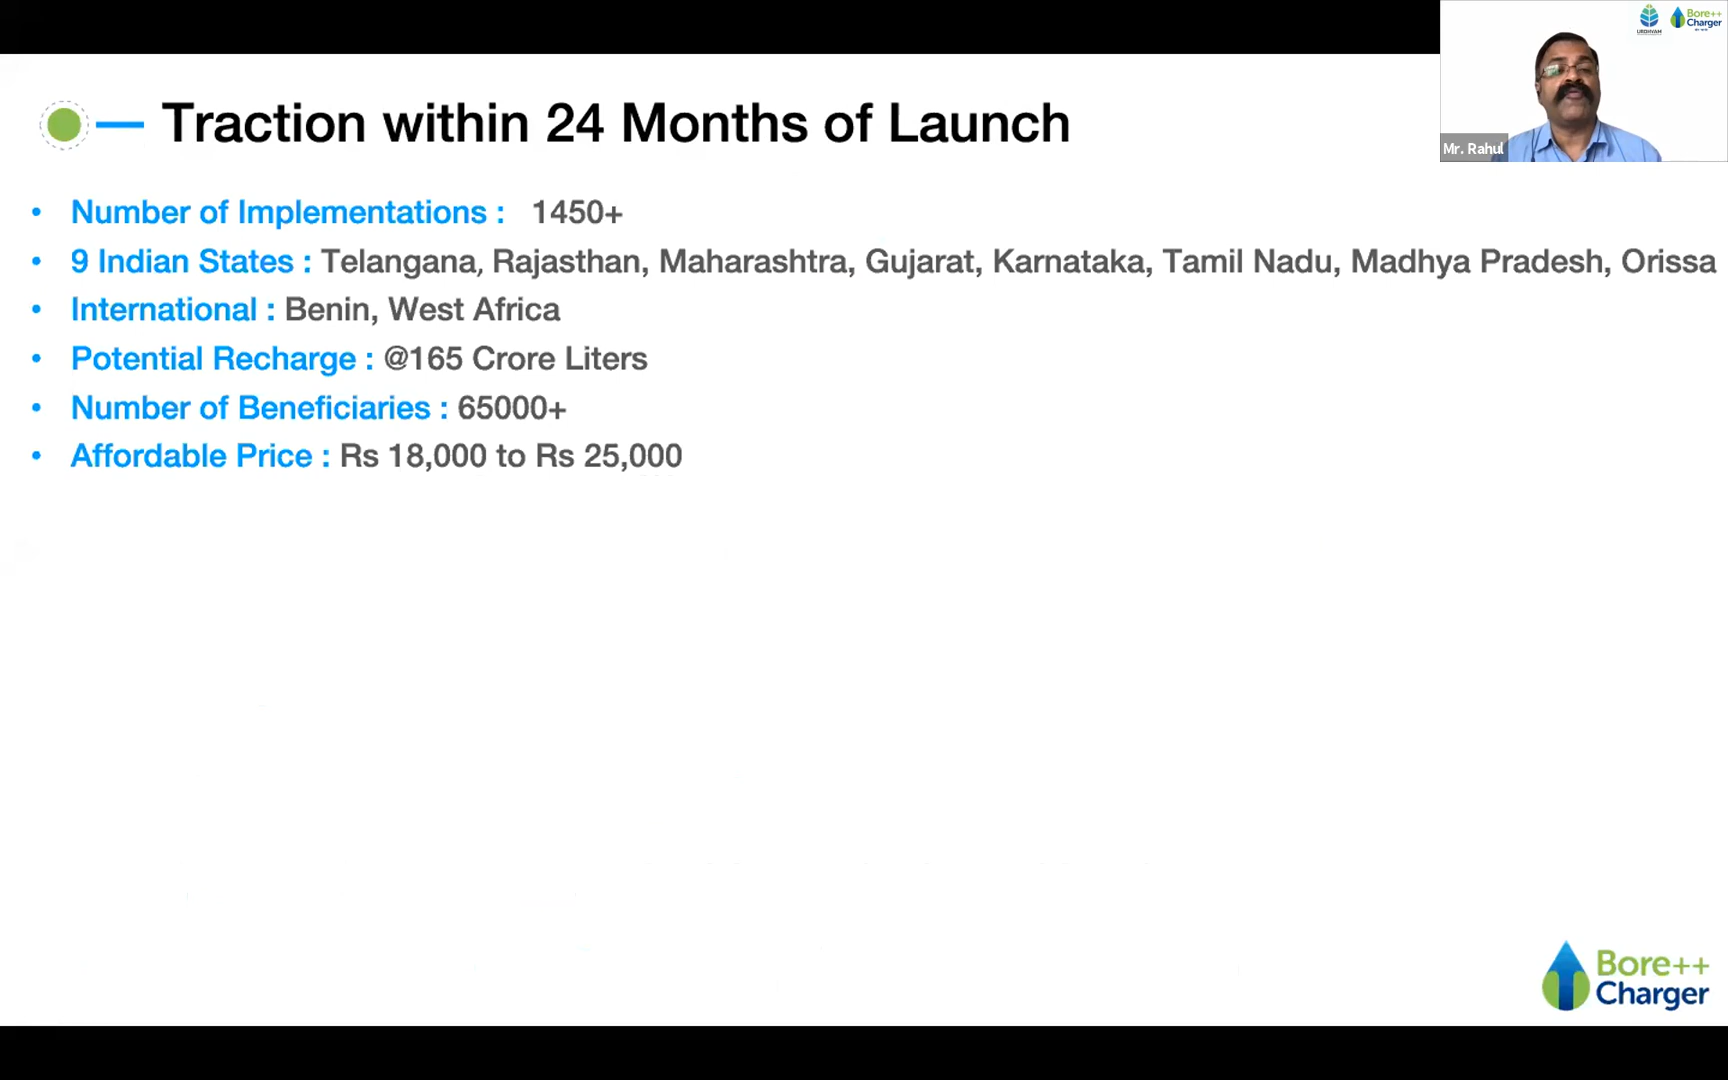 Traction within 24 Months of Launch
• Number of Implementations : 1450+
• 9 Indian States : Telangana, Rajasthan, Maharashtra, Gujarat, Karnataka, Tamil Nadu, Madhya Pradesh, Orissa
• International : Benin, West Africa
• Potential Recharge : @165 Crore Liters
• Number of Beneficiaries : 65000+
• Affordable Price : Rs 18,000 to Rs 25,000
Bore++
Charger
Mr. Rahul
Bore++
Charger